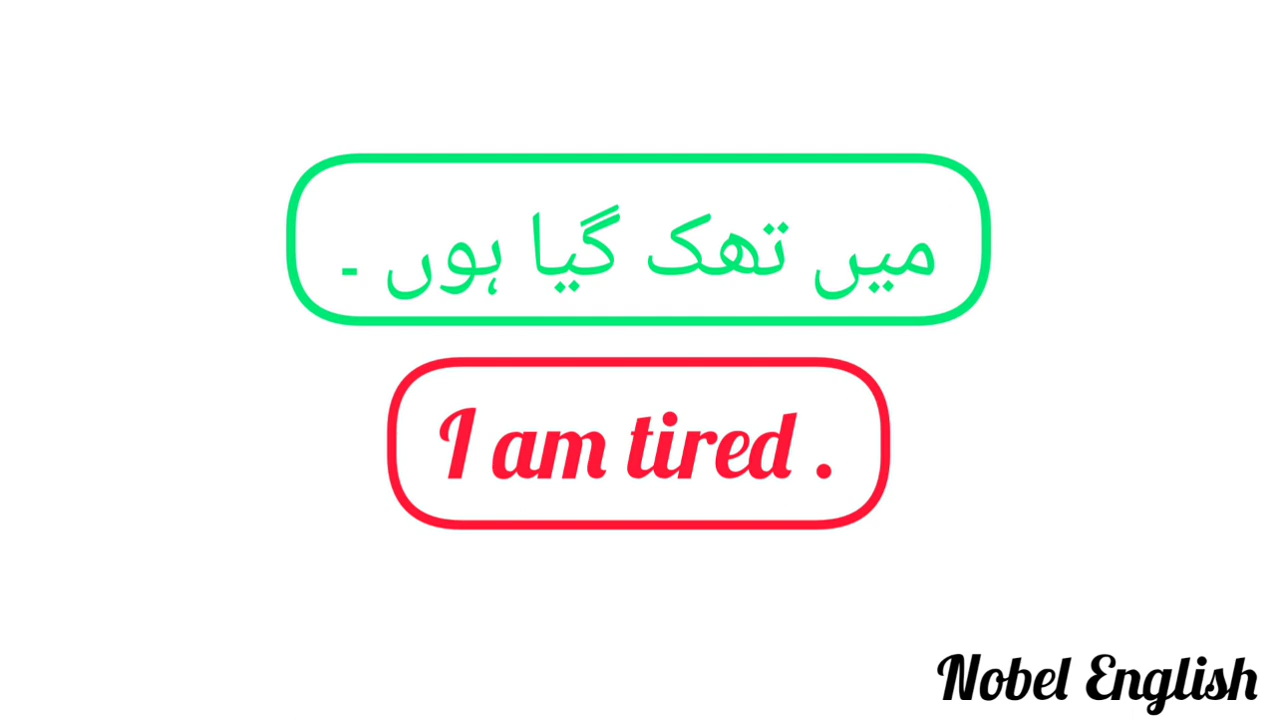 میں تھک گیا ہوں ۔
I am tired .
Nobel English